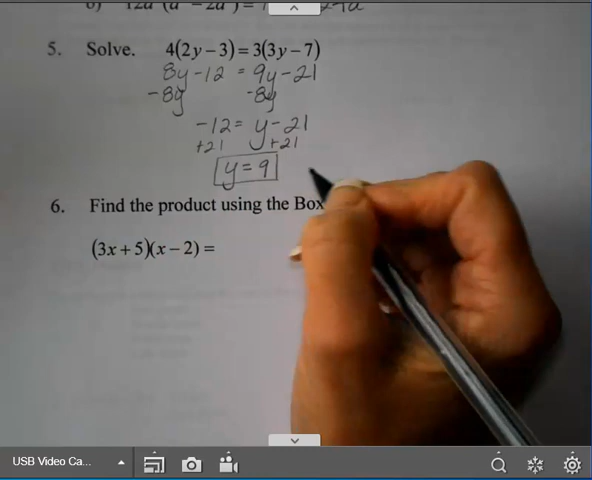 5. Solve. 4(2y − 3) = 3(3y − 7)
8y − 12 = 9y − 21
−8y −8y
−12 = y − 21
+21 +21
y = 9
6. Find the product using the Box
(3x + 5)(x − 2) =
USB Video Ca...